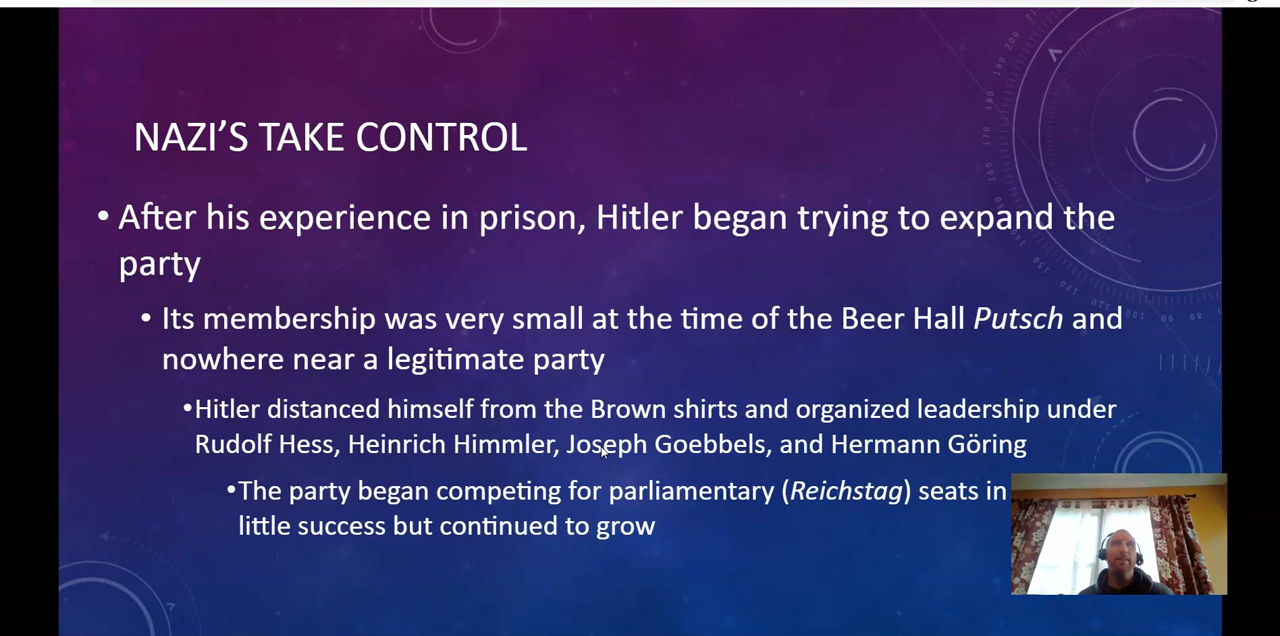 NAZI'S TAKE CONTROL
• After his experience in prison, Hitler began trying to expand the
party
• Its membership was very small at the time of the Beer Hall Putsch and
nowhere near a legitimate party
•Hitler distanced himself from the Brown shirts and organized leadership under
Rudolf Hess, Heinrich Himmler, Joseph Goebbels, and Hermann Göring
•The party began competing for parliamentary (Reichstag) seats in
little success but continued to grow